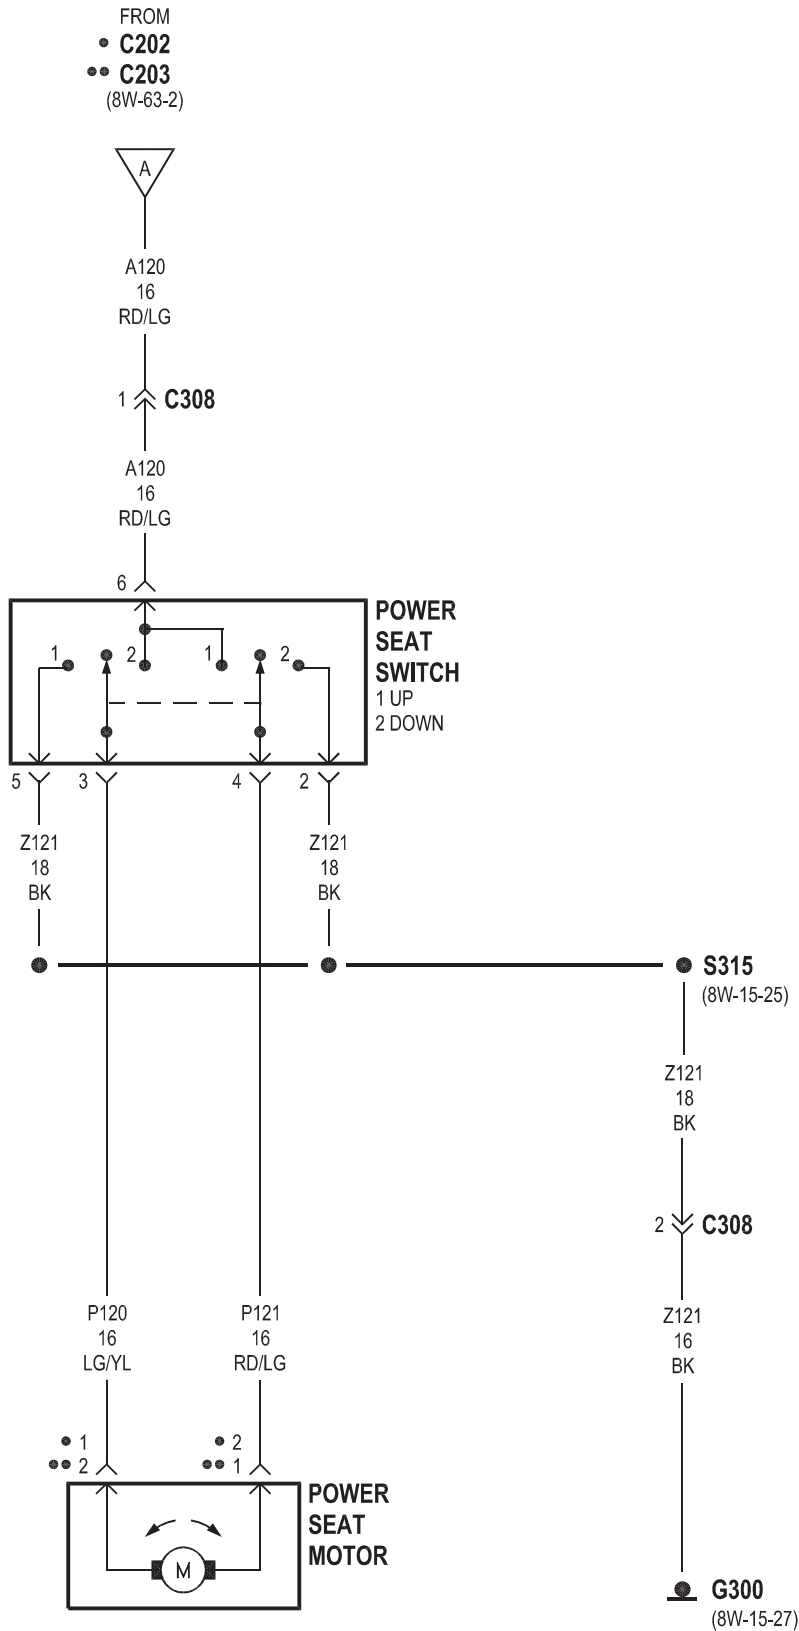 FROM
• C202
•• C203
(8W-63-2)
A
A120
16
RD/LG
1 C308
A120
16
RD/LG
6
POWER
SEAT
SWITCH
1 UP
2 DOWN
1 2 1 2
5 3 4 2
Z121 Z121
18 18
BK BK
S315
(8W-15-25)
Z121
18
BK
2 C308
P120 P121 Z121
16 16 16
LG/YL RD/LG BK
• 1 • 2
•• 2 •• 1
POWER
SEAT
MOTOR
M
G300
(8W-15-27)